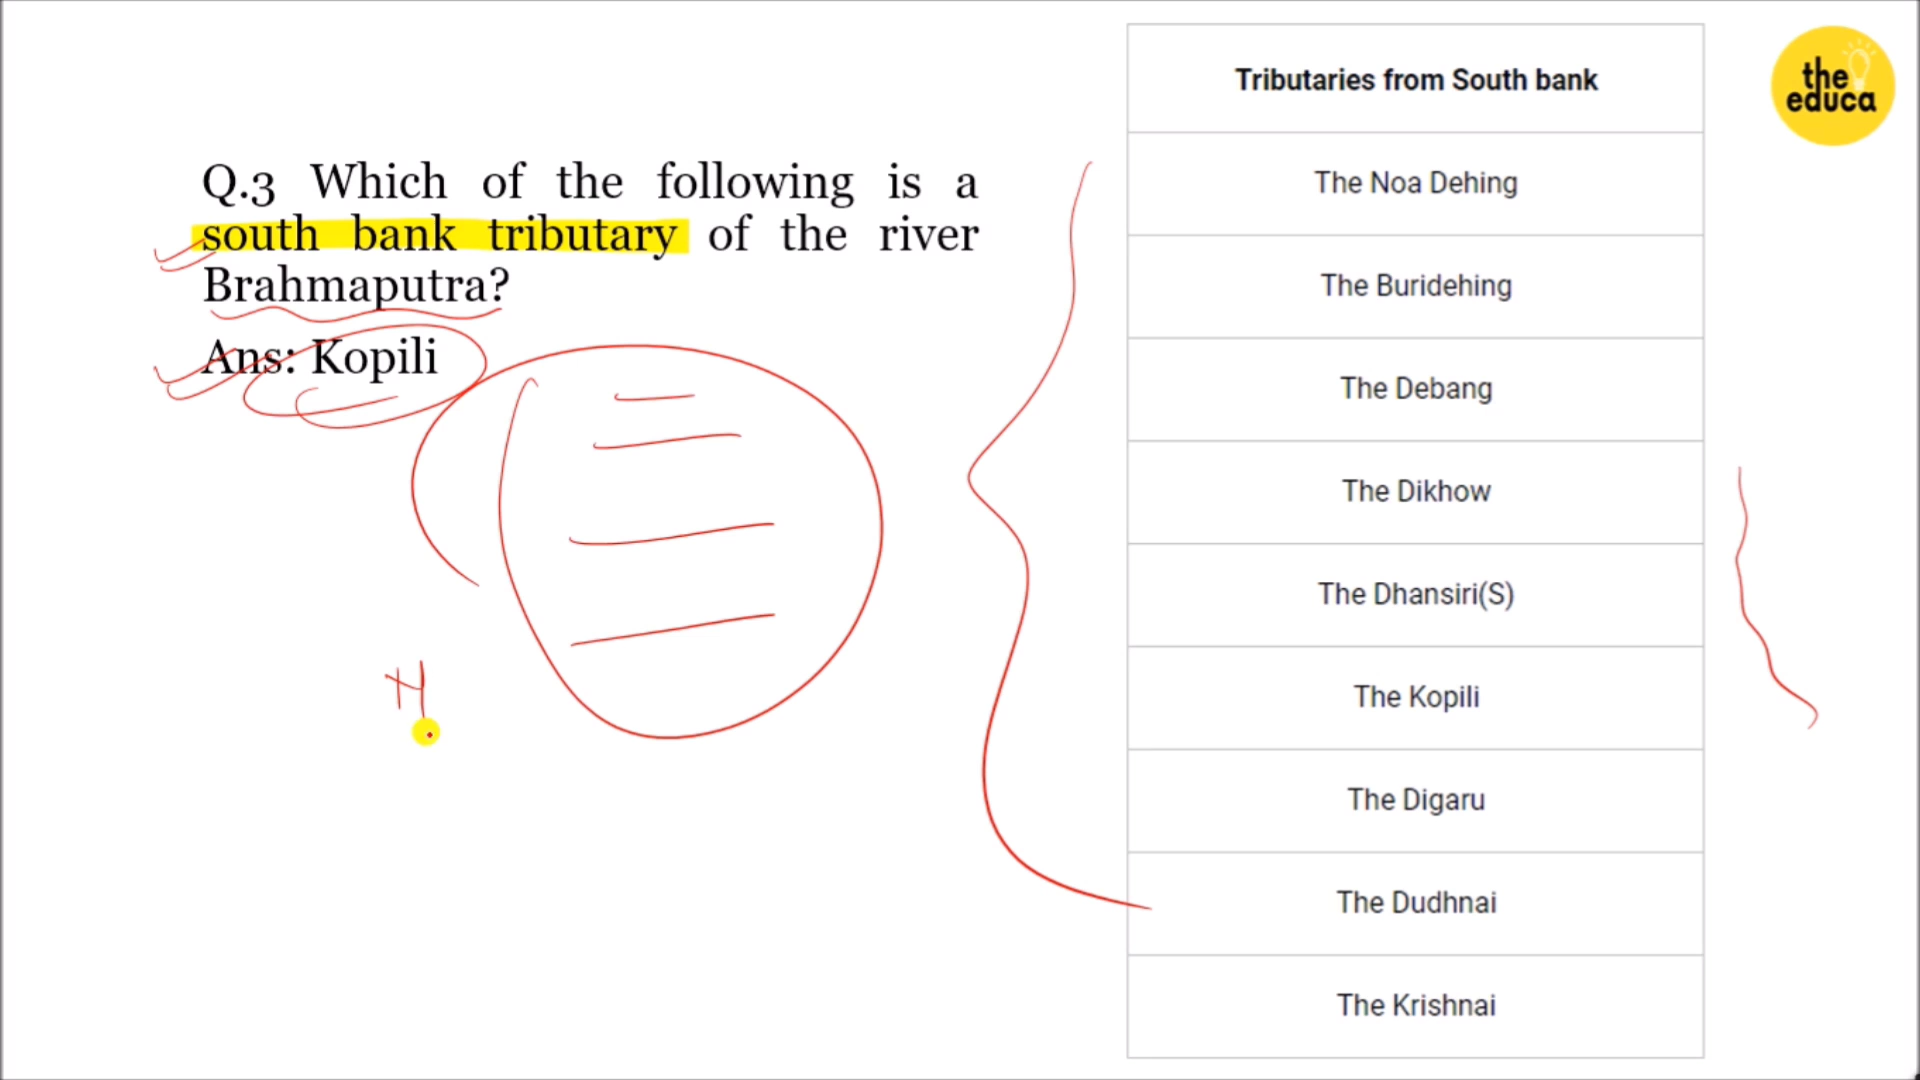 Q.3 Which of the following is a
south bank tributary of the river
Brahmaputra?
Ans: Kopili
Tributaries from South bank
The Noa Dehing
The Buridehing
The Debang
The Dikhow
The Dhansiri(S)
The Kopili
The Digaru
The Dudhnai
The Krishnai
the
educa